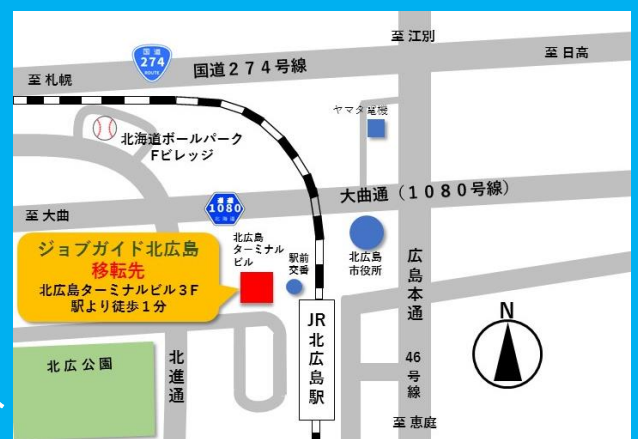 至 江別
国道
274
ROUTE
国道274号線
至 日高
至 札幌
ヤマダ電機
北海道ボールパーク
Fビレッジ
大曲通（1080号線）
道道
1080
北海道
至 大曲
ジョブガイド北広島
移転先
北広島ターミナルビル3F
駅より徒歩1分
北広島
ターミナル
ビル
駅前
交番
北広島
市役所
広島本通
46号線
N
JR
北広島駅
北広公園
北進通
至 恵庭